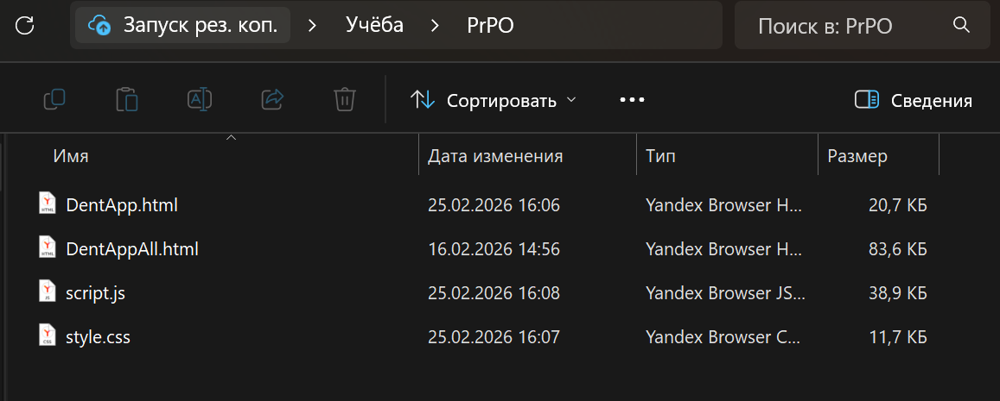 Запуск рез. коп. > Учёба > PrPO Поиск в: PrPO
Сортировать ••• Сведения
Имя Дата изменения Тип Размер
DentApp.html 25.02.2026 16:06 Yandex Browser H... 20,7 КБ
DentAppAll.html 16.02.2026 14:56 Yandex Browser H... 83,6 КБ
script.js 25.02.2026 16:08 Yandex Browser JS... 38,9 КБ
style.css 25.02.2026 16:07 Yandex Browser C... 11,7 КБ